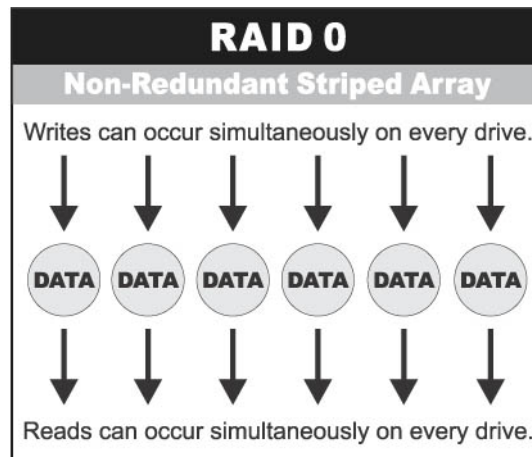 RAID 0
Non-Redundant Striped Array
Writes can occur simultaneously on every drive.
DATA DATA DATA DATA DATA DATA
Reads can occur simultaneously on every drive.